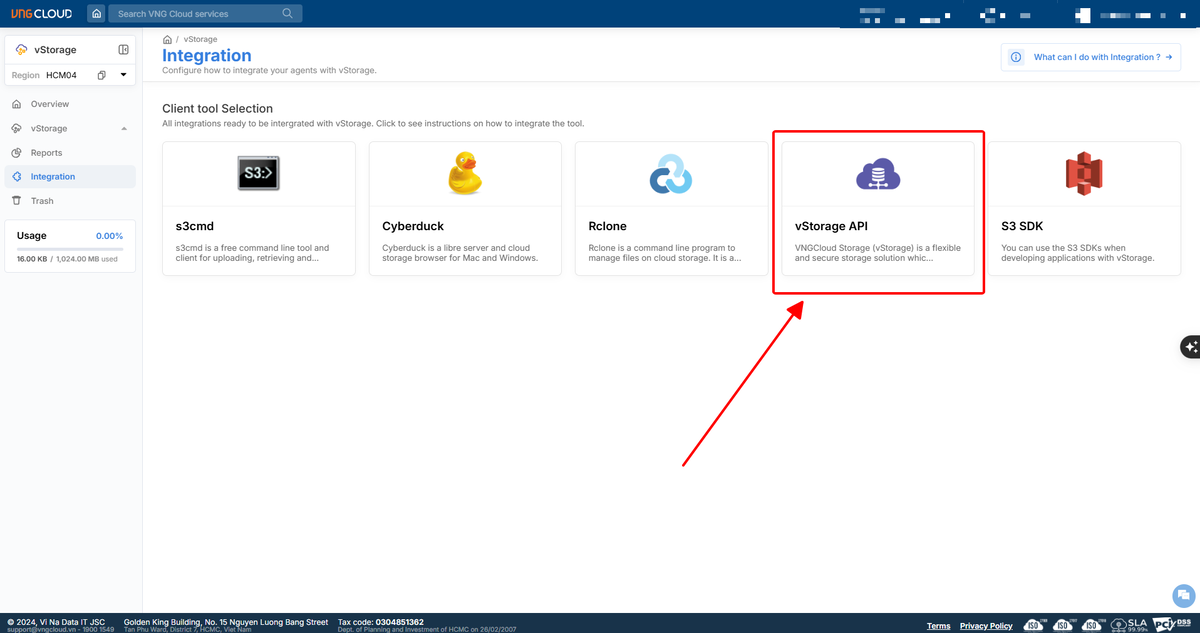 VNG CLOUD
Search VNG Cloud services
vStorage
Region HCM04
Overview
vStorage
Reports
Integration
Trash
Usage 0.00%
16.00 KB / 1,024.00 MB used
/ vStorage
Integration
Configure how to integrate your agents with vStorage.
What can I do with Integration ?
Client tool Selection
All integrations ready to be intergrated with vStorage. Click to see instructions on how to integrate the tool.
S3:>
s3cmd
s3cmd is a free command line tool and
client for uploading, retrieving and...
Cyberduck
Cyberduck is a libre server and cloud
storage browser for Mac and Windows.
Rclone
Rclone is a command line program to
manage files on cloud storage. It is a...
vStorage API
VNGCloud Storage (vStorage) is a flexible
and secure storage solution whic...
S3 SDK
You can use the S3 SDKs when
developing applications with vStorage.
© 2024, Vi Na Data IT JSC
support@vngcloud.vn - 1900 1549
Golden King Building, No. 15 Nguyen Luong Bang Street
Tan Phu Ward, District 7, HCMC, Viet Nam
Tax code: 0304851362
Dept. of Planning and Investment of HCMC on 26/02/2007
Terms
Privacy Policy
ISO
ISO
ISO
SLA
99.99%
PCI DSS